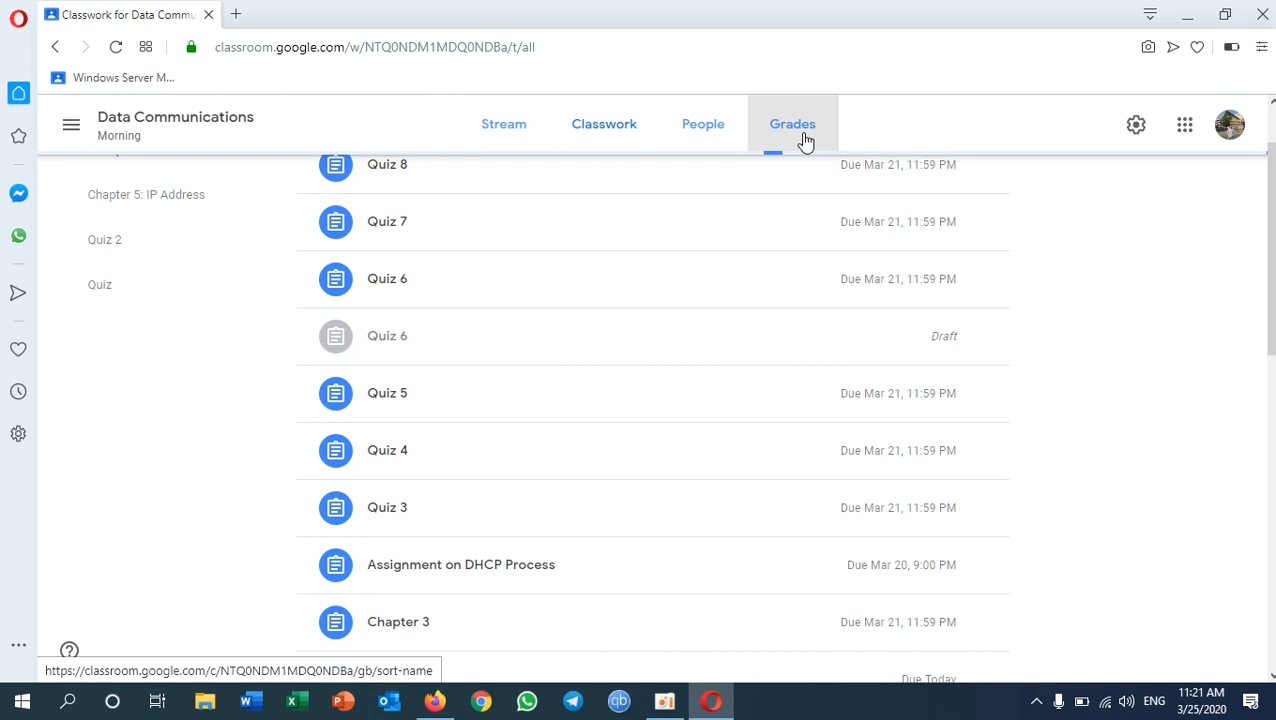 Classwork for Data Commu
classroom.google.com/w/NTQ0NDM1MDQ0NDBa/t/all
Windows Server M...
Data Communications
Morning
Stream
Classwork
People
Grades
Chapter 5: IP Address
Quiz 2
Quiz
Quiz 8 Due Mar 21, 11:59 PM
Quiz 7 Due Mar 21, 11:59 PM
Quiz 6 Due Mar 21, 11:59 PM
Quiz 6 Draft
Quiz 5 Due Mar 21, 11:59 PM
Quiz 4 Due Mar 21, 11:59 PM
Quiz 3 Due Mar 21, 11:59 PM
Assignment on DHCP Process Due Mar 20, 9:00 PM
Chapter 3 Due Mar 21, 11:59 PM
Due Today
https://classroom.google.com/c/NTQ0NDM1MDQ0NDBa/gb/sort-name
qb
ENG
11:21 AM
3/25/2020